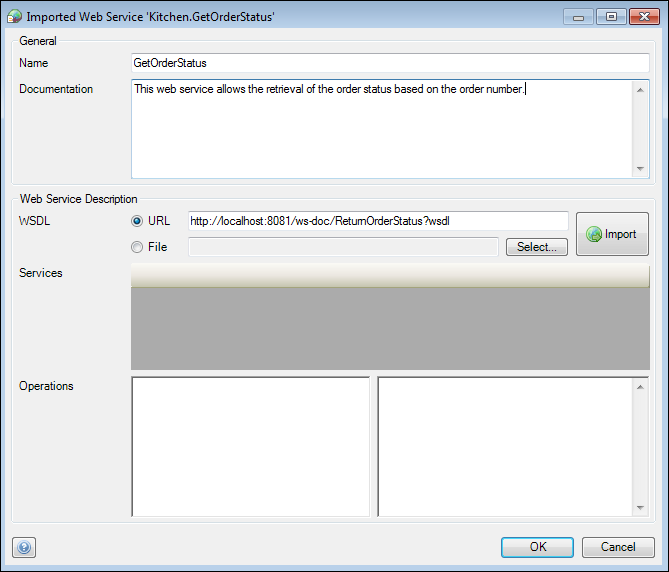 Imported Web Service 'Kitchen.GetOrderStatus'
General
Name
GetOrderStatus
Documentation
This web service allows the retrieval of the order status based on the order number.
Web Service Description
WSDL
URL
http://localhost:8081/ws-doc/ReturnOrderStatus?wsdl
Import
File
Select...
Services
Operations
?
OK
Cancel